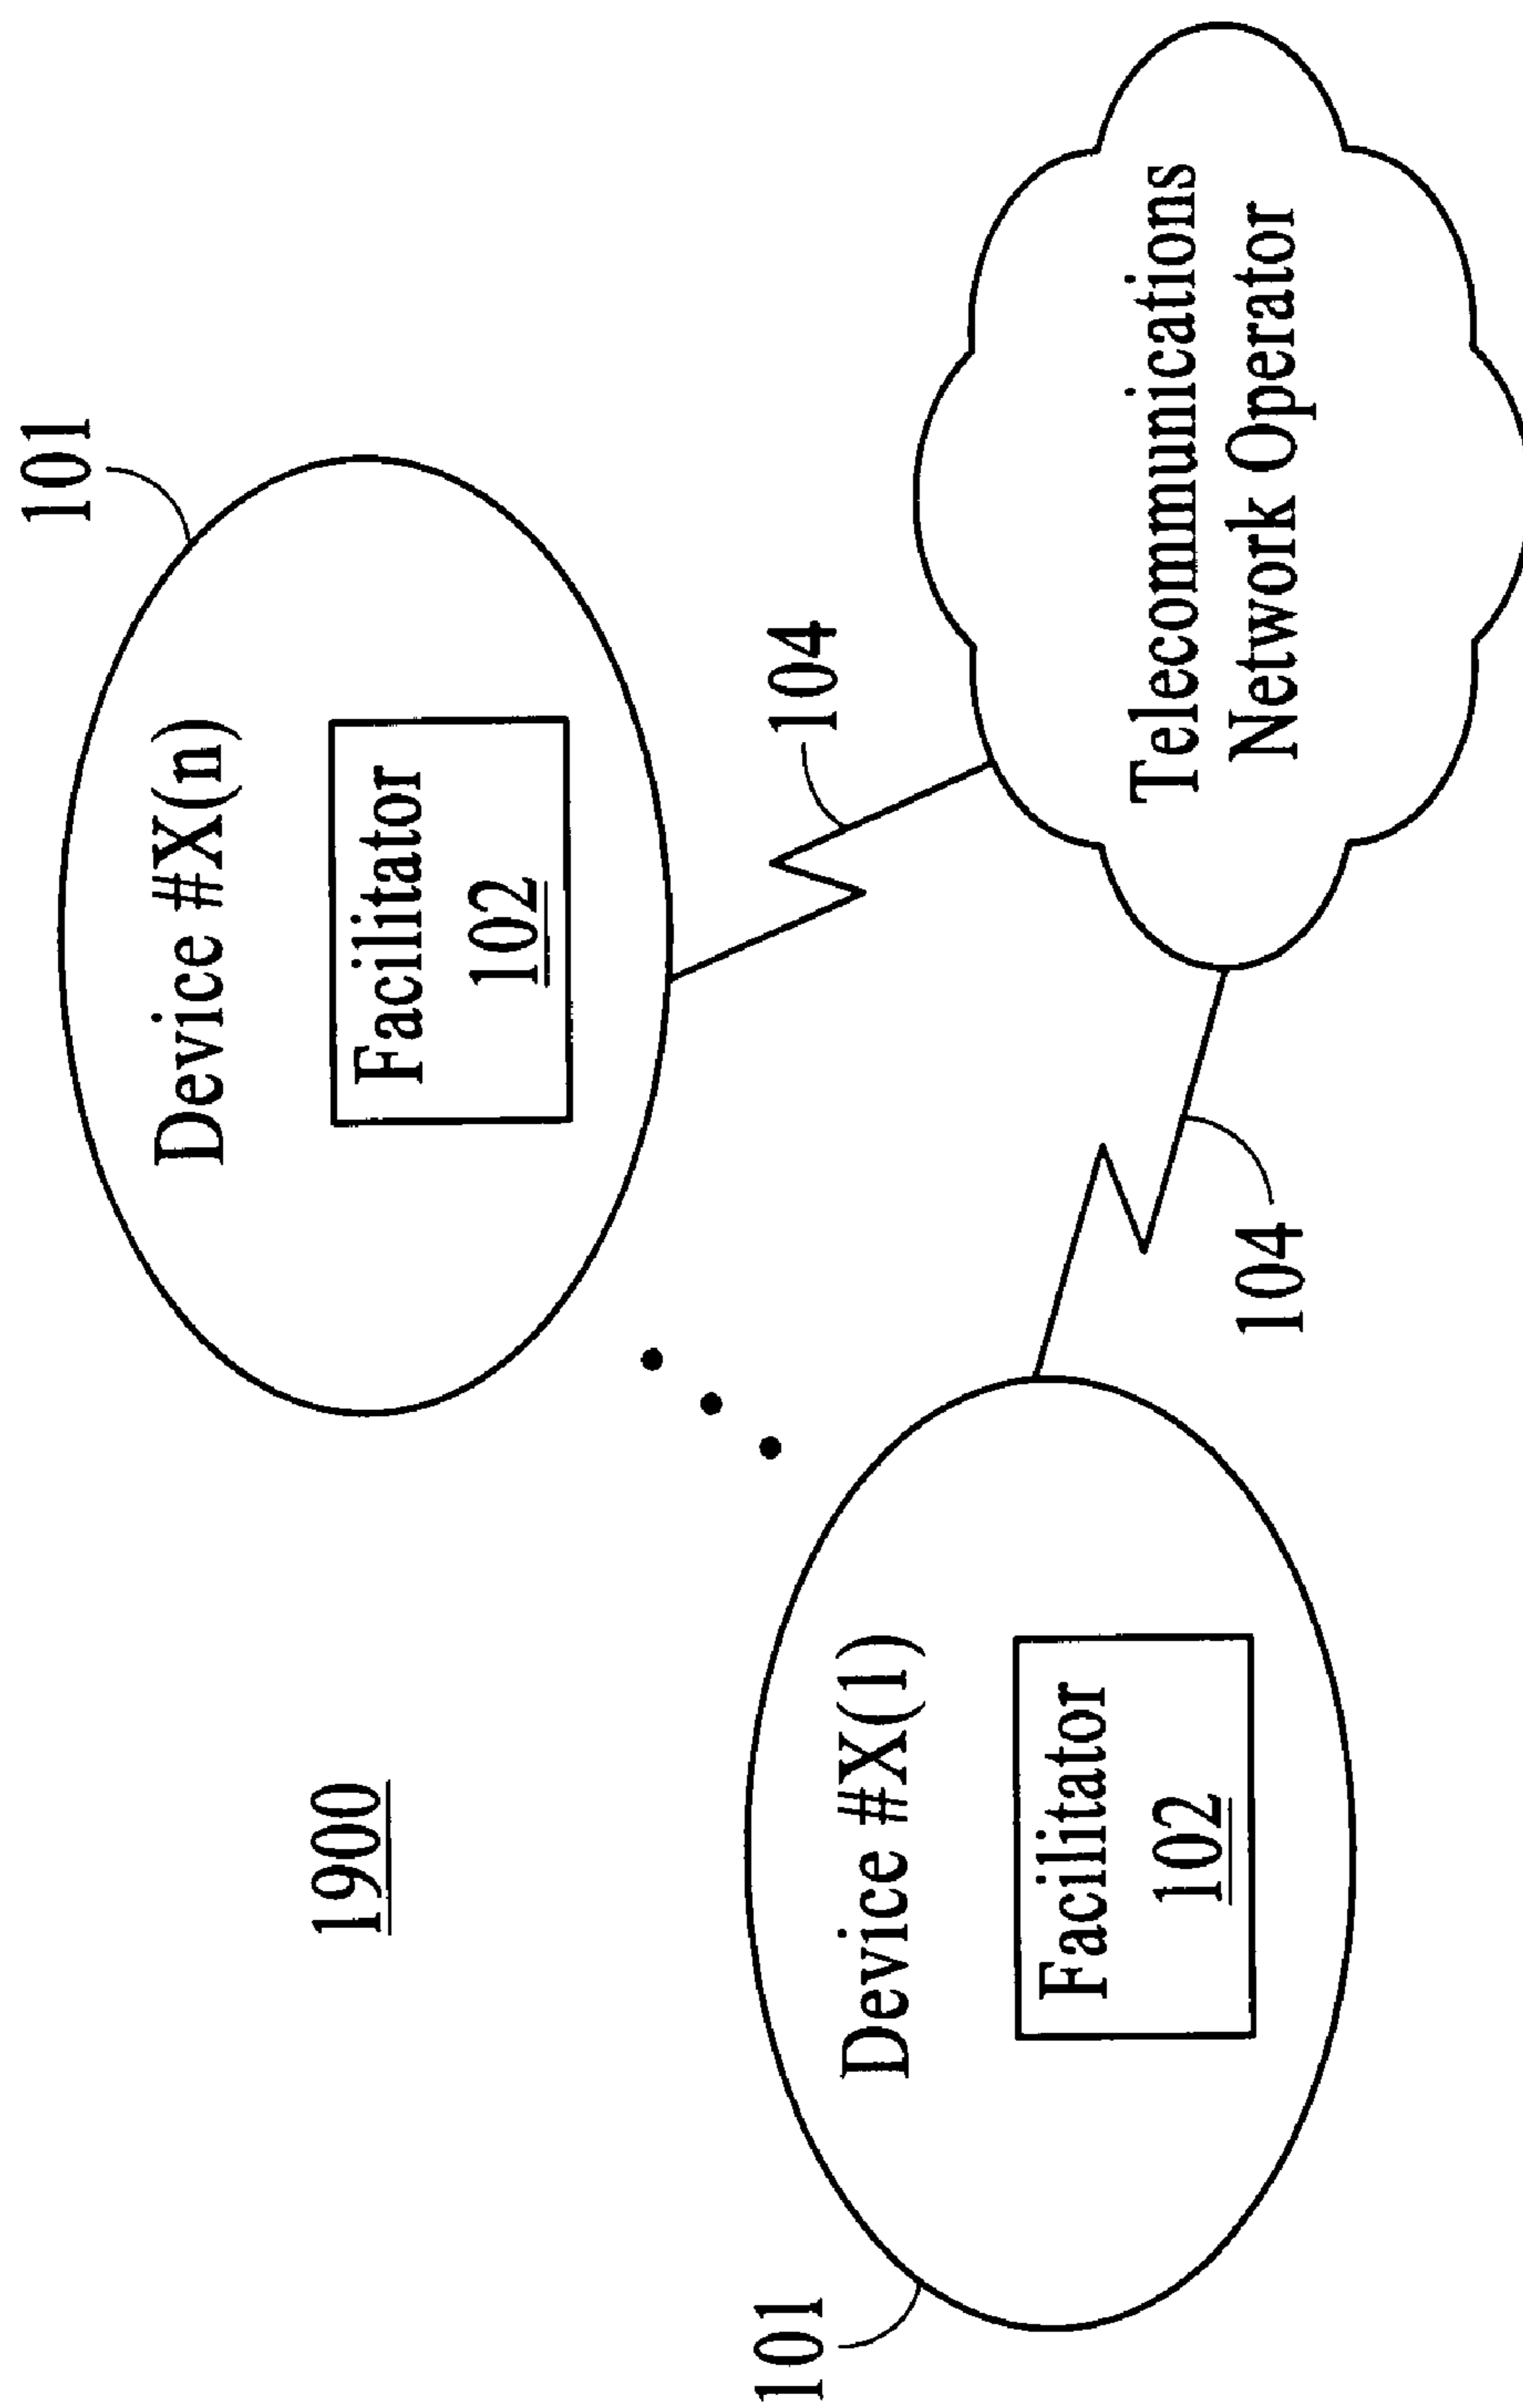 1900
101
Device #X(n)
Facilitator
102
104
101
Device #X(1)
Facilitator
102
104
Telecommunications
Network Operator